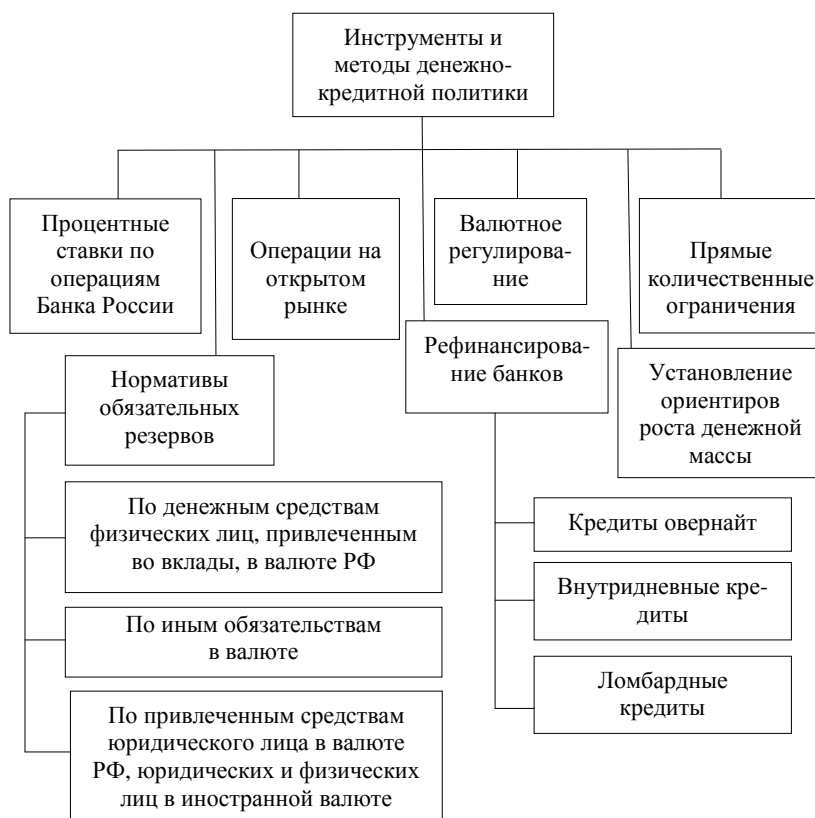 Инструменты и
методы денежно-
кредитной политики
Процентные
ставки по
операциям
Банка России
Операции на
открытом
рынке
Валютное
регулирова-
ние
Прямые
количественные
ограничения
Нормативы
обязательных
резервов
Рефинансирова-
ние банков
Установление
ориентиров
роста денежной
массы
По денежным средствам
физических лиц, привлеченным
во вклады, в валюте РФ
По иным обязательствам
в валюте
По привлеченным средствам
юридического лица в валюте
РФ, юридических и физических
лиц в иностранной валюте
Кредиты овернайт
Внутридневные кре-
диты
Ломбардные
кредиты